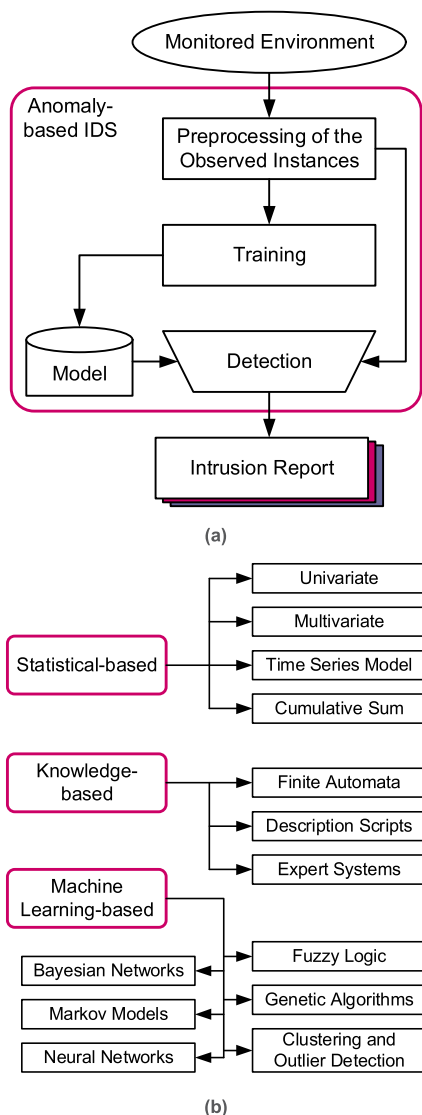 Monitored Environment
Anomaly-
based IDS
Preprocessing of the
Observed Instances
Training
Model
Detection
Intrusion Report
(a)
Univariate
Multivariate
Statistical-based
Time Series Model
Cumulative Sum
Knowledge-
based
Finite Automata
Description Scripts
Expert Systems
Machine
Learning-based
Fuzzy Logic
Bayesian Networks
Genetic Algorithms
Markov Models
Clustering and
Outlier Detection
Neural Networks
(b)